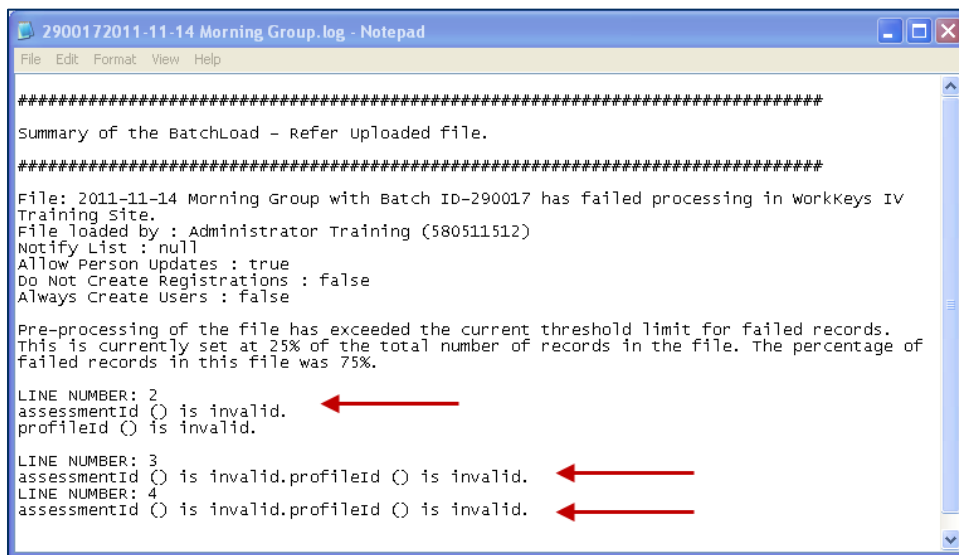 2900172011-11-14 Morning Group.log - Notepad
File Edit Format View Help
################################################################################
Summary of the BatchLoad – Refer Uploaded file.
################################################################################
File: 2011-11-14 Morning Group with Batch ID-290017 has failed processing in WorkKeys IV
Training Site.
File loaded by : Administrator Training (580511512)
Notify List : null
Allow Person Updates : true
Do Not Create Registrations : false
Always Create Users : false
Pre-processing of the file has exceeded the current threshold limit for failed records.
This is currently set at 25% of the total number of records in the file. The percentage of
failed records in this file was 75%.
LINE NUMBER: 2
assessmentId () is invalid.
profileId () is invalid.
LINE NUMBER: 3
assessmentId () is invalid.profileId () is invalid.
LINE NUMBER: 4
assessmentId () is invalid.profileId () is invalid.